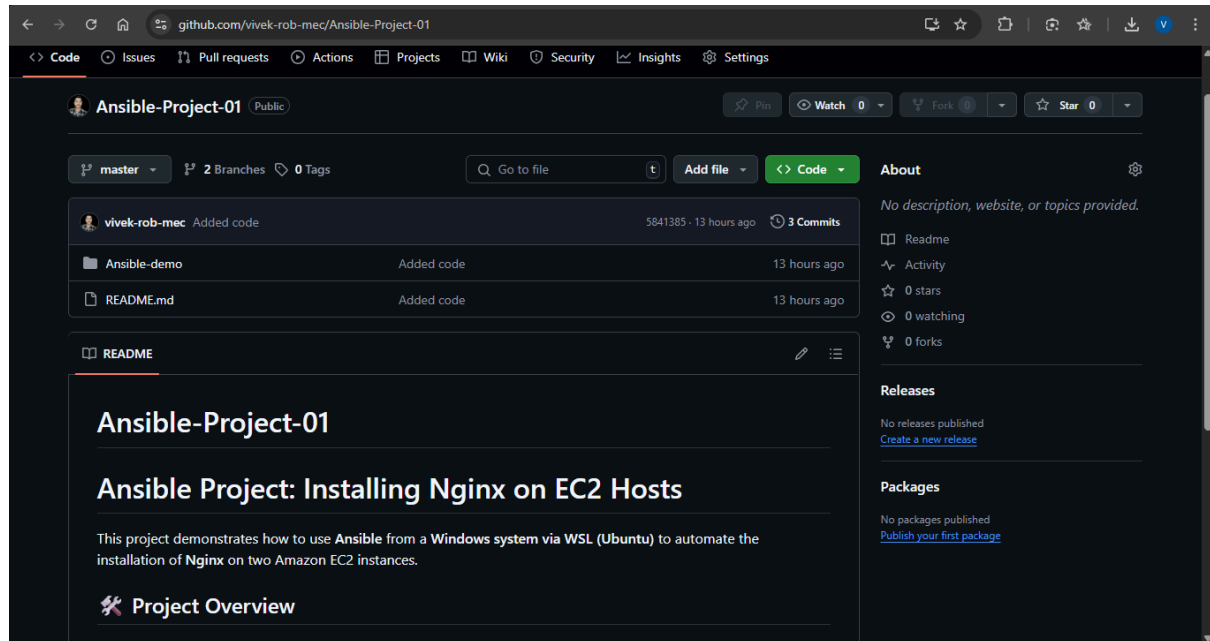 github.com/vivek-rob-mec/Ansible-Project-01
V
Code Issues Pull requests Actions Projects Wiki Security Insights Settings
Ansible-Project-01 Public
Pin Watch 0 Fork 0 Star 0
master 2 Branches 0 Tags
Go to file t Add file Code
vivek-rob-mec Added code 5841385 · 13 hours ago 3 Commits
Ansible-demo Added code 13 hours ago
README.md Added code 13 hours ago
README
Ansible-Project-01
Ansible Project: Installing Nginx on EC2 Hosts
This project demonstrates how to use Ansible from a Windows system via WSL (Ubuntu) to automate the
installation of Nginx on two Amazon EC2 instances.
Project Overview
About
No description, website, or topics provided.
Readme
Activity
0 stars
0 watching
0 forks
Releases
No releases published
Create a new release
Packages
No packages published
Publish your first package